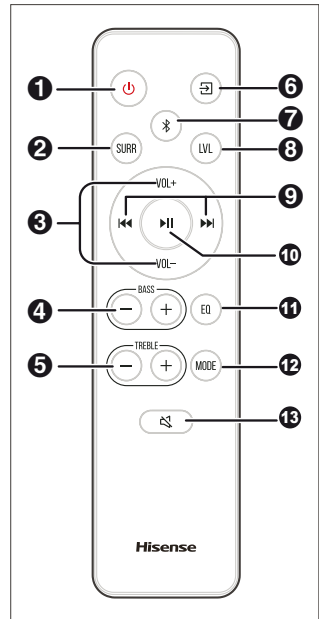 1
6
7
SURR
LVL
2
8
VOL+
3
9
10
VOL-
BASS
4
EQ
11
TREBLE
5
MODE
12
13
Hisense